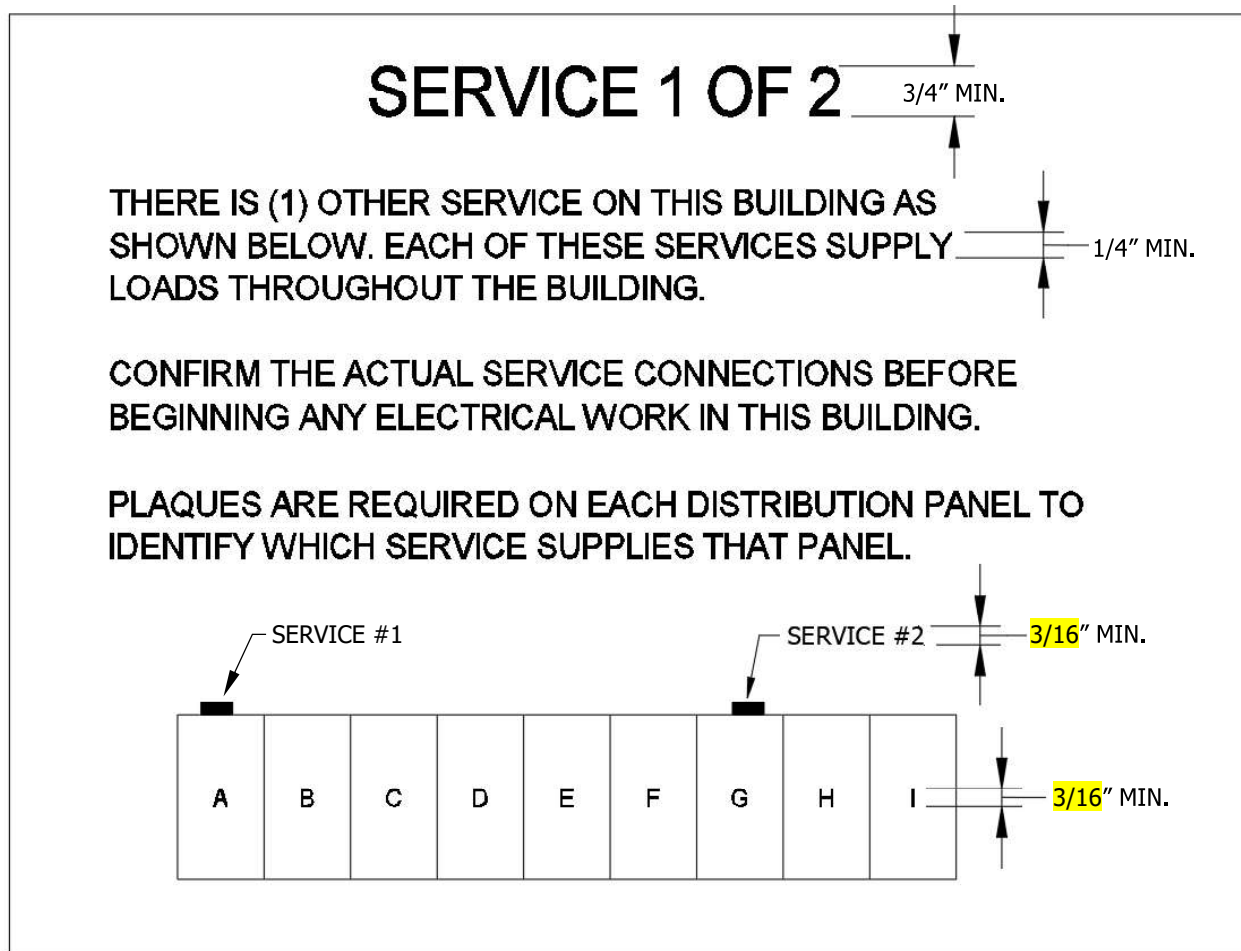 SERVICE 1 OF 2
3/4" MIN.
THERE IS (1) OTHER SERVICE ON THIS BUILDING AS
SHOWN BELOW. EACH OF THESE SERVICES SUPPLY
1/4" MIN.
LOADS THROUGHOUT THE BUILDING.
CONFIRM THE ACTUAL SERVICE CONNECTIONS BEFORE
BEGINNING ANY ELECTRICAL WORK IN THIS BUILDING.
PLAQUES ARE REQUIRED ON EACH DISTRIBUTION PANEL TO
IDENTIFY WHICH SERVICE SUPPLIES THAT PANEL.
SERVICE #1
SERVICE #2
3/16" MIN.
A B C D E F G H I
3/16" MIN.